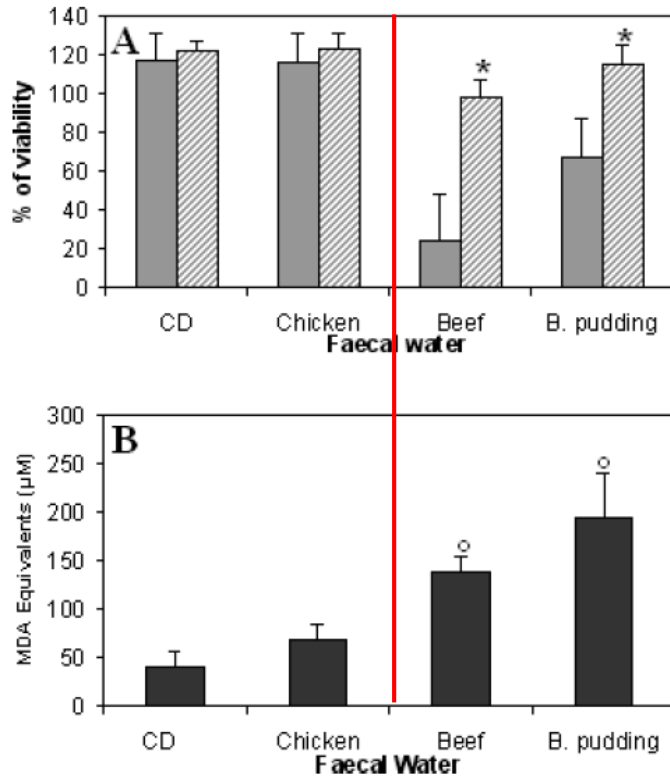 140
A
120
100
80
60
40
20
0
% of viability
*
*
CD Chicken Beef B. pudding
Faecal water
300
B
250
200
150
100
50
0
MDA Equivalents (µM)
CD Chicken Beef B. pudding
Faecal Water